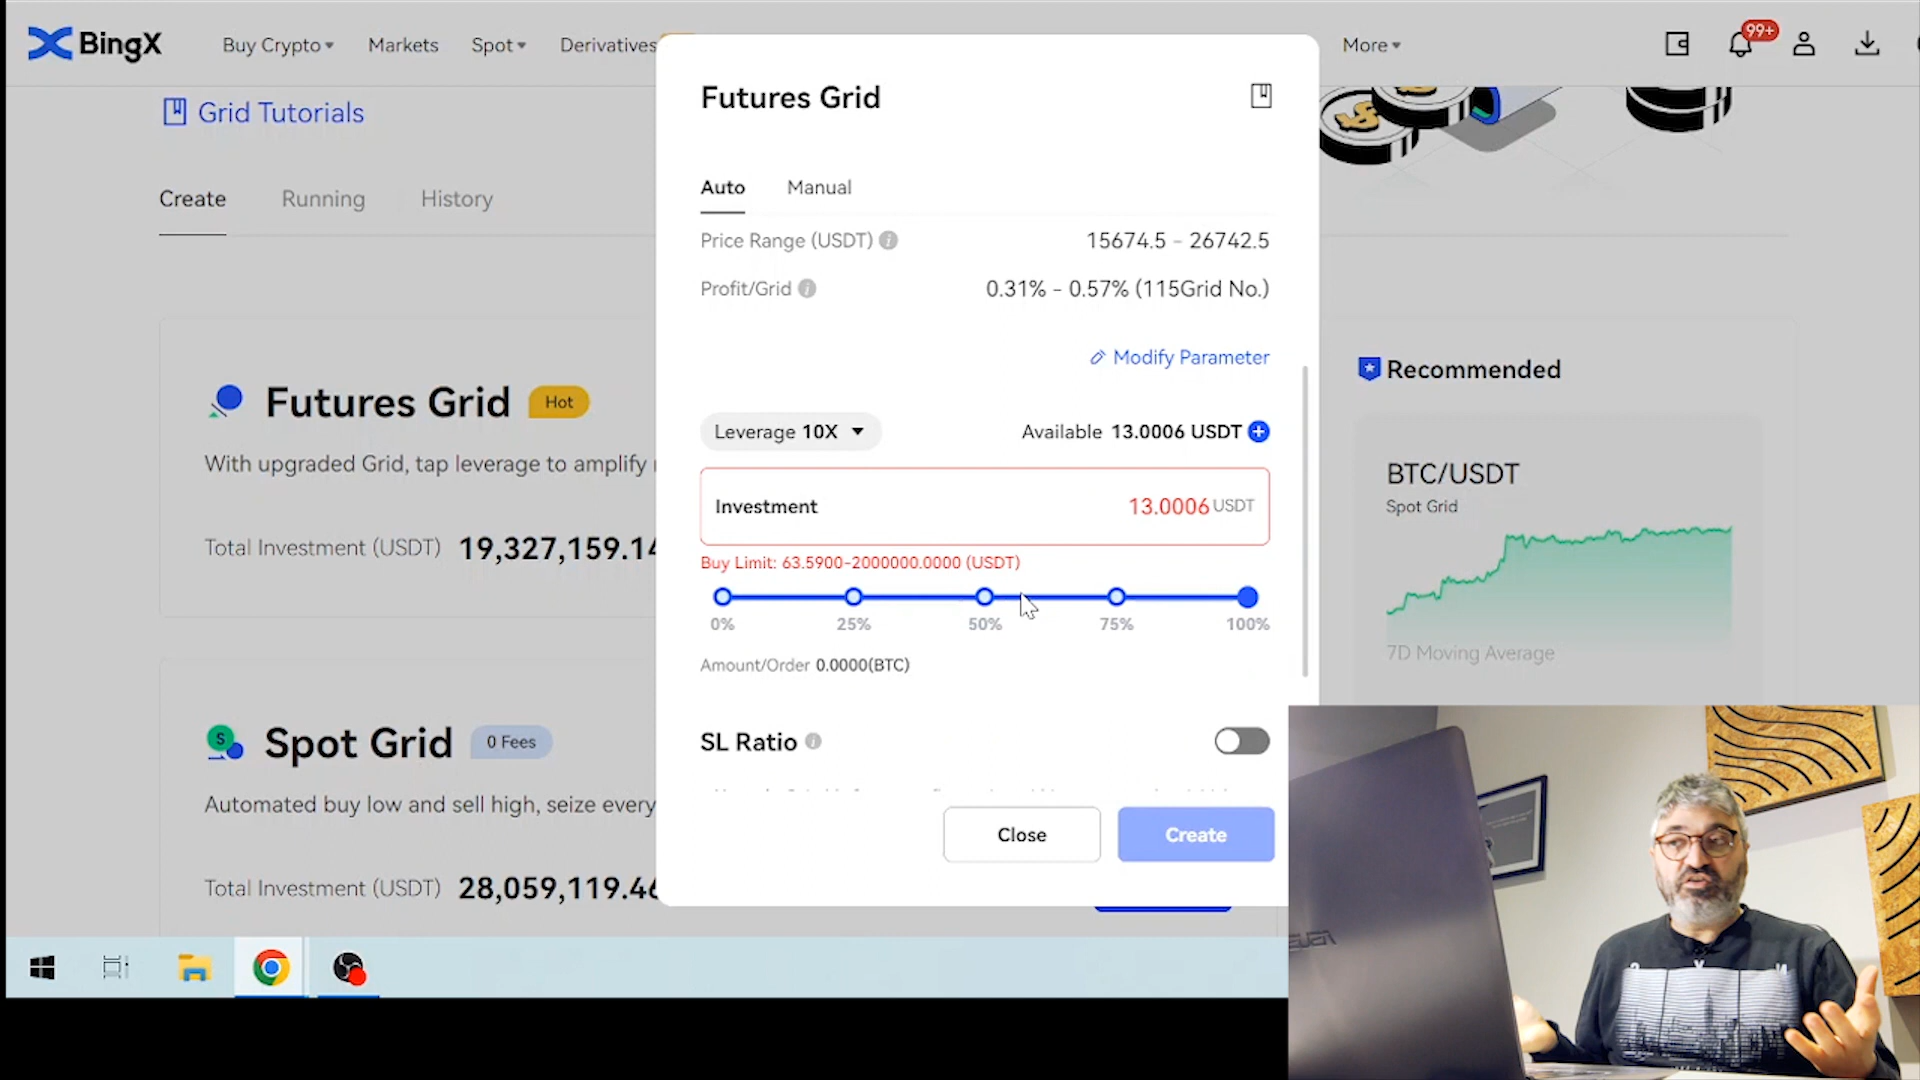 BingX
Buy Crypto
Markets
Spot
Derivatives
More
99+
Grid Tutorials
Create
Running
History
Futures Grid
Hot
With upgraded Grid, tap leverage to amplify
Total Investment (USDT)
19,327,159.14
Spot Grid
0 Fees
Automated buy low and sell high, seize every
Total Investment (USDT)
28,059,119.46
Futures Grid
Auto
Manual
Price Range (USDT)
15674.5 - 26742.5
Profit/Grid
0.31% - 0.57% (115Grid No.)
Modify Parameter
Leverage 10X
Available 13.0006 USDT
Investment
13.0006 USDT
Buy Limit: 63.5900-2000000.0000 (USDT)
0%
25%
50%
75%
100%
Amount/Order 0.0000(BTC)
SL Ratio
Close
Create
Recommended
BTC/USDT
Spot Grid
7D Moving Average